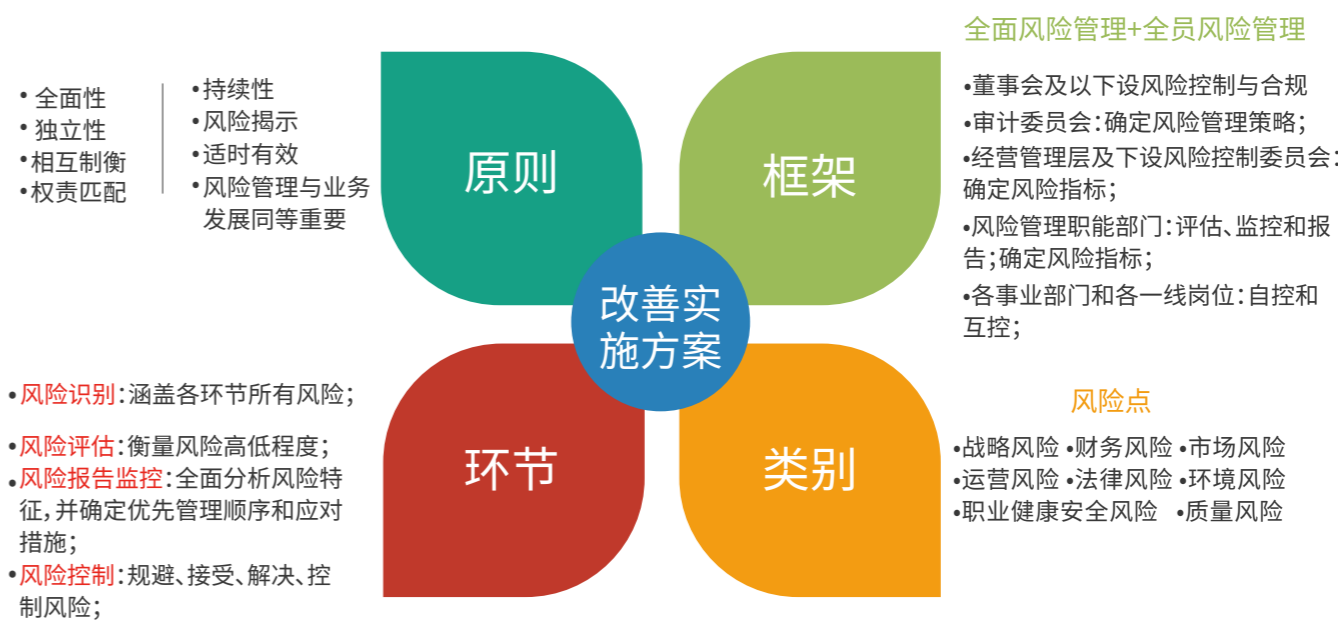 • 全面性
• 独立性
•相互制衡
•权责匹配
•持续性
•风险揭示
•适时有效
•风险管理与业务
发展同等重要
原则
框架
全面风险管理+全员风险管理
•董事会及以下设风险控制与合规
•审计委员会：确定风险管理策略；
•经营管理层及下设风险控制委员会：
确定风险指标；
•风险管理职能部门：评估、监控和报
告；确定风险指标；
•各事业部门和各一线岗位：自控和
互控；
改善实
施方案
•风险识别：涵盖各环节所有风险；
•风险评估：衡量风险高低程度；
•风险报告监控：全面分析风险特
征，并确定优先管理顺序和应对
措施；
•风险控制：规避、接受、解决、控
制风险；
环节
类别
风险点
•战略风险 •财务风险 •市场风险
•运营风险 •法律风险 •环境风险
•职业健康安全风险 •质量风险